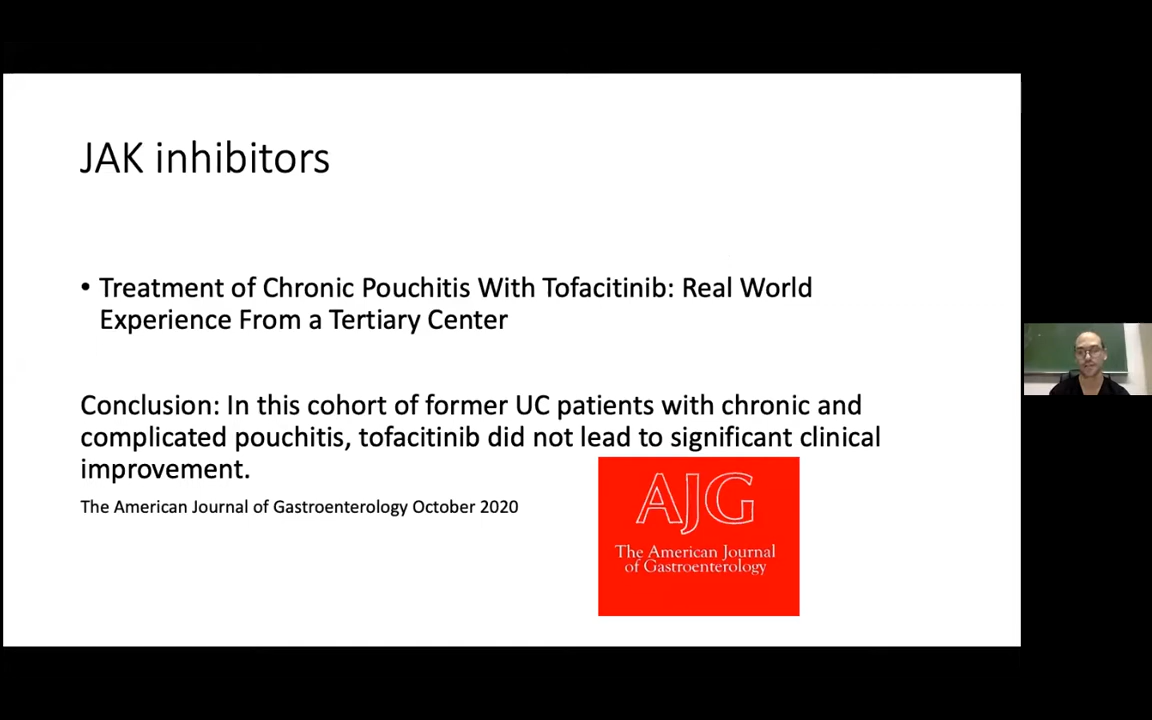 JAK inhibitors
• Treatment of Chronic Pouchitis With Tofacitinib: Real World
Experience From a Tertiary Center
Conclusion: In this cohort of former UC patients with chronic and
complicated pouchitis, tofacitinib did not lead to significant clinical
improvement.
The American Journal of Gastroenterology October 2020
AJG
The American Journal
of Gastroenterology